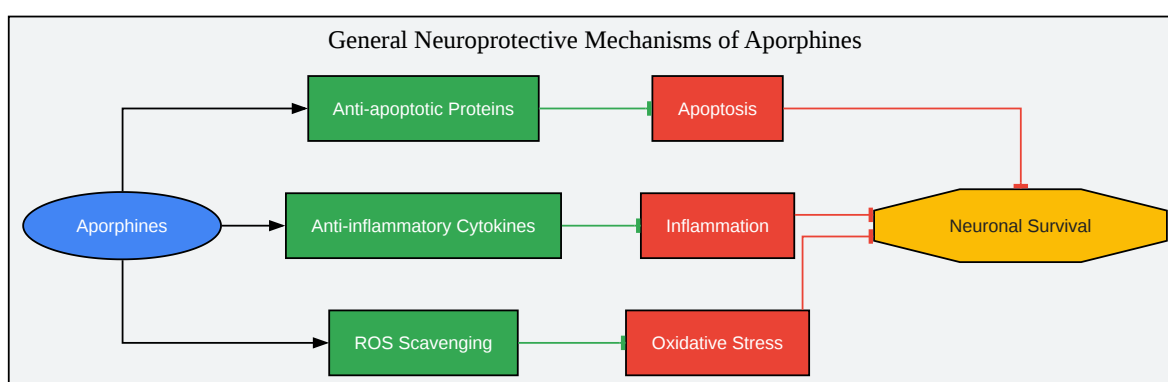 General Neuroprotective Mechanisms of Aporphines
Anti-apoptotic Proteins
Apoptosis
Aporphines
Anti-inflammatory Cytokines
Inflammation
Neuronal Survival
ROS Scavenging
Oxidative Stress